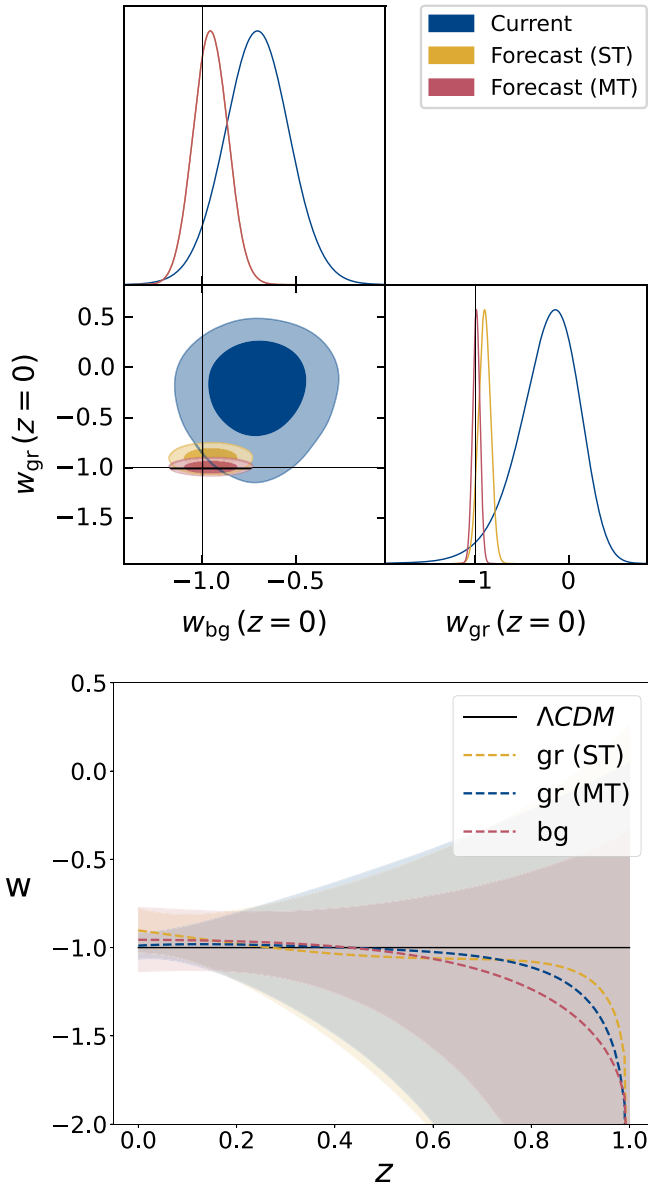 Current
Forecast (ST)
Forecast (MT)
0.5
0.0
−0.5
−1.0
−1.5
w_gr (z = 0)
−1.0 −0.5
w_bg (z = 0)
−1 0
w_gr (z = 0)
0.5
0.0
−0.5
−1.0
−1.5
−2.0
w
ΛCDM
gr (ST)
gr (MT)
bg
0.0 0.2 0.4 0.6 0.8 1.0
z